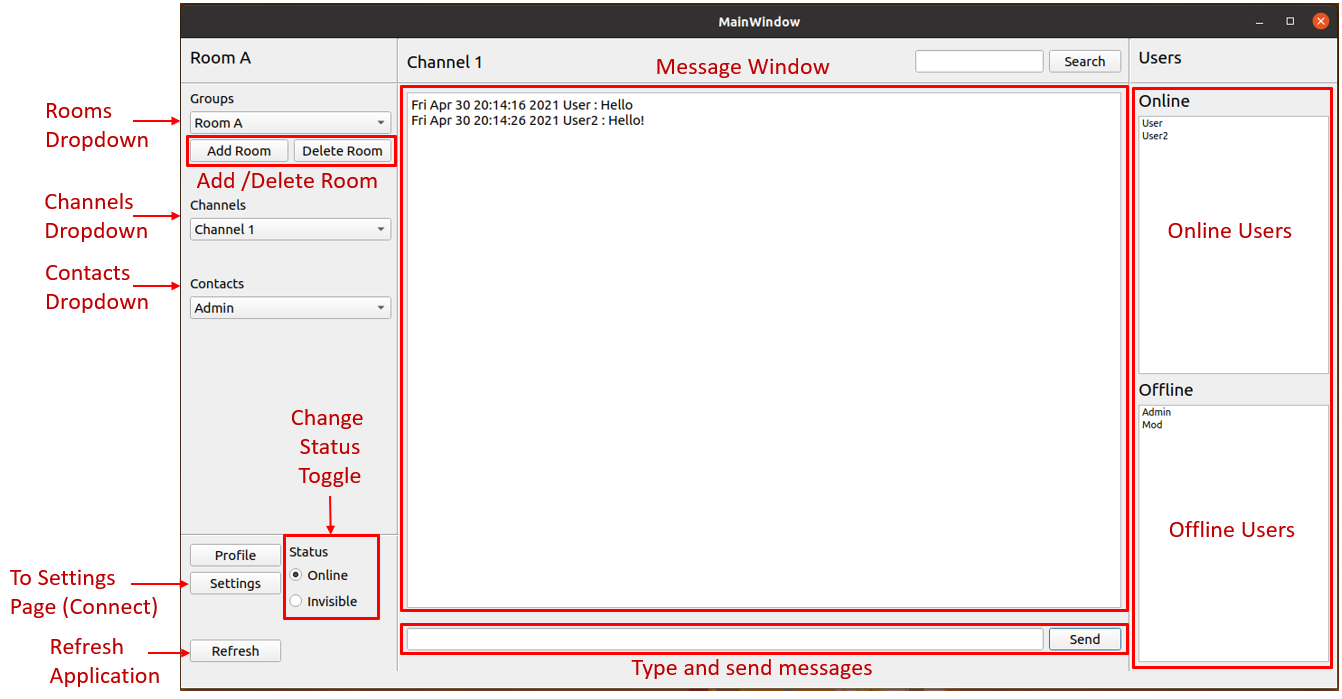 MainWindow
Room A
Channel 1
Message Window
Search
Users
Rooms
Dropdown
Groups
Room A
Add Room
Delete Room
Add /Delete Room
Channels
Dropdown
Channels
Channel 1
Contacts
Dropdown
Contacts
Admin
Change
Status
Toggle
Profile
Settings
Status
Online
Invisible
To Settings
Page (Connect)
Refresh
Application
Refresh
Fri Apr 30 20:14:16 2021 User : Hello
Fri Apr 30 20:14:26 2021 User2 : Hello!
Send
Type and send messages
Online
User
User2
Online Users
Offline
Admin
Mod
Offline Users